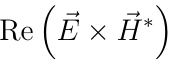 Re(E⃗ × H⃗*)